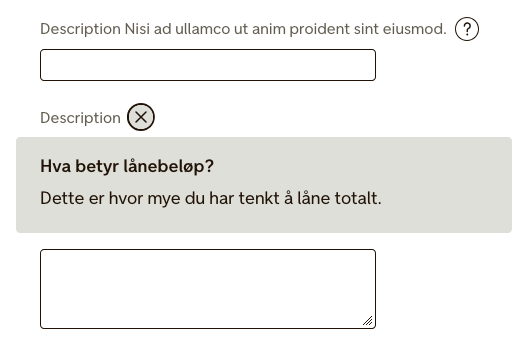 Description Nisi ad ullamco ut anim proident sint eiusmod. ?
Description
Hva betyr lånebeløp?
Dette er hvor mye du har tenkt å låne totalt.